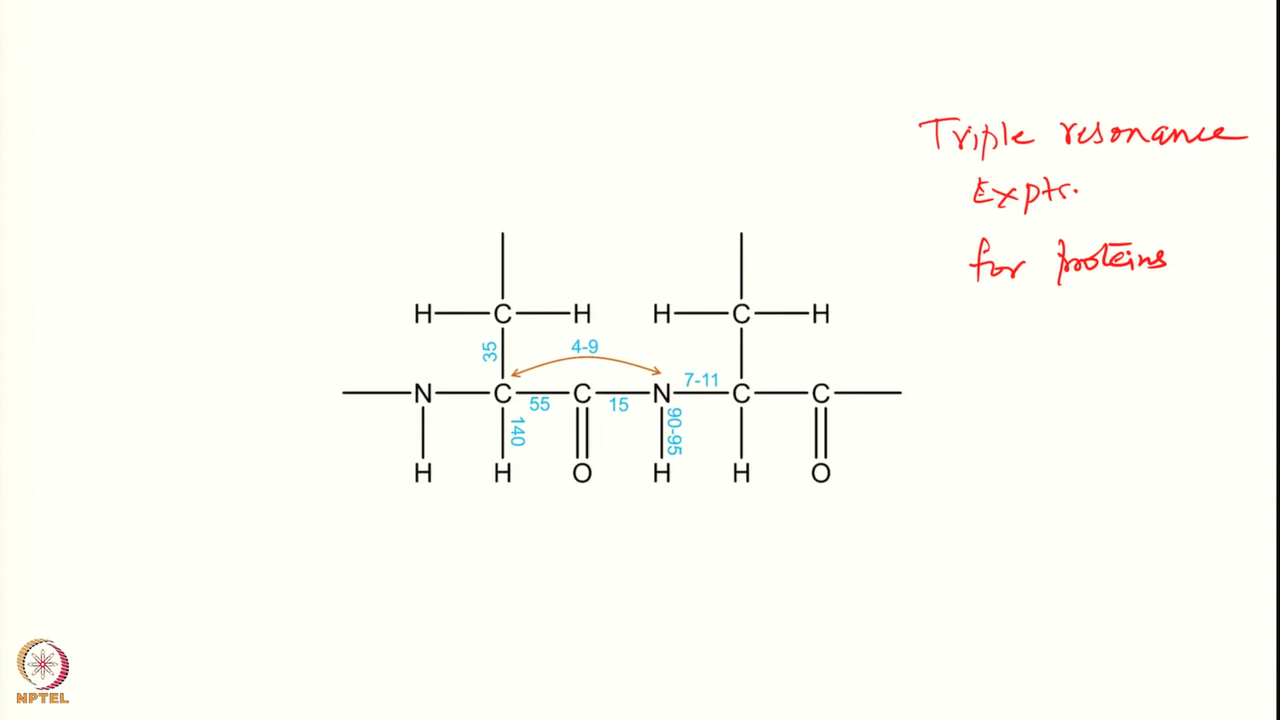 Triple resonance
Exptr.
for proteins
H C H H C H
35 4-9
N C C N 7-11 C C
55 15
140 90-95
H H O H H O
NPTEL